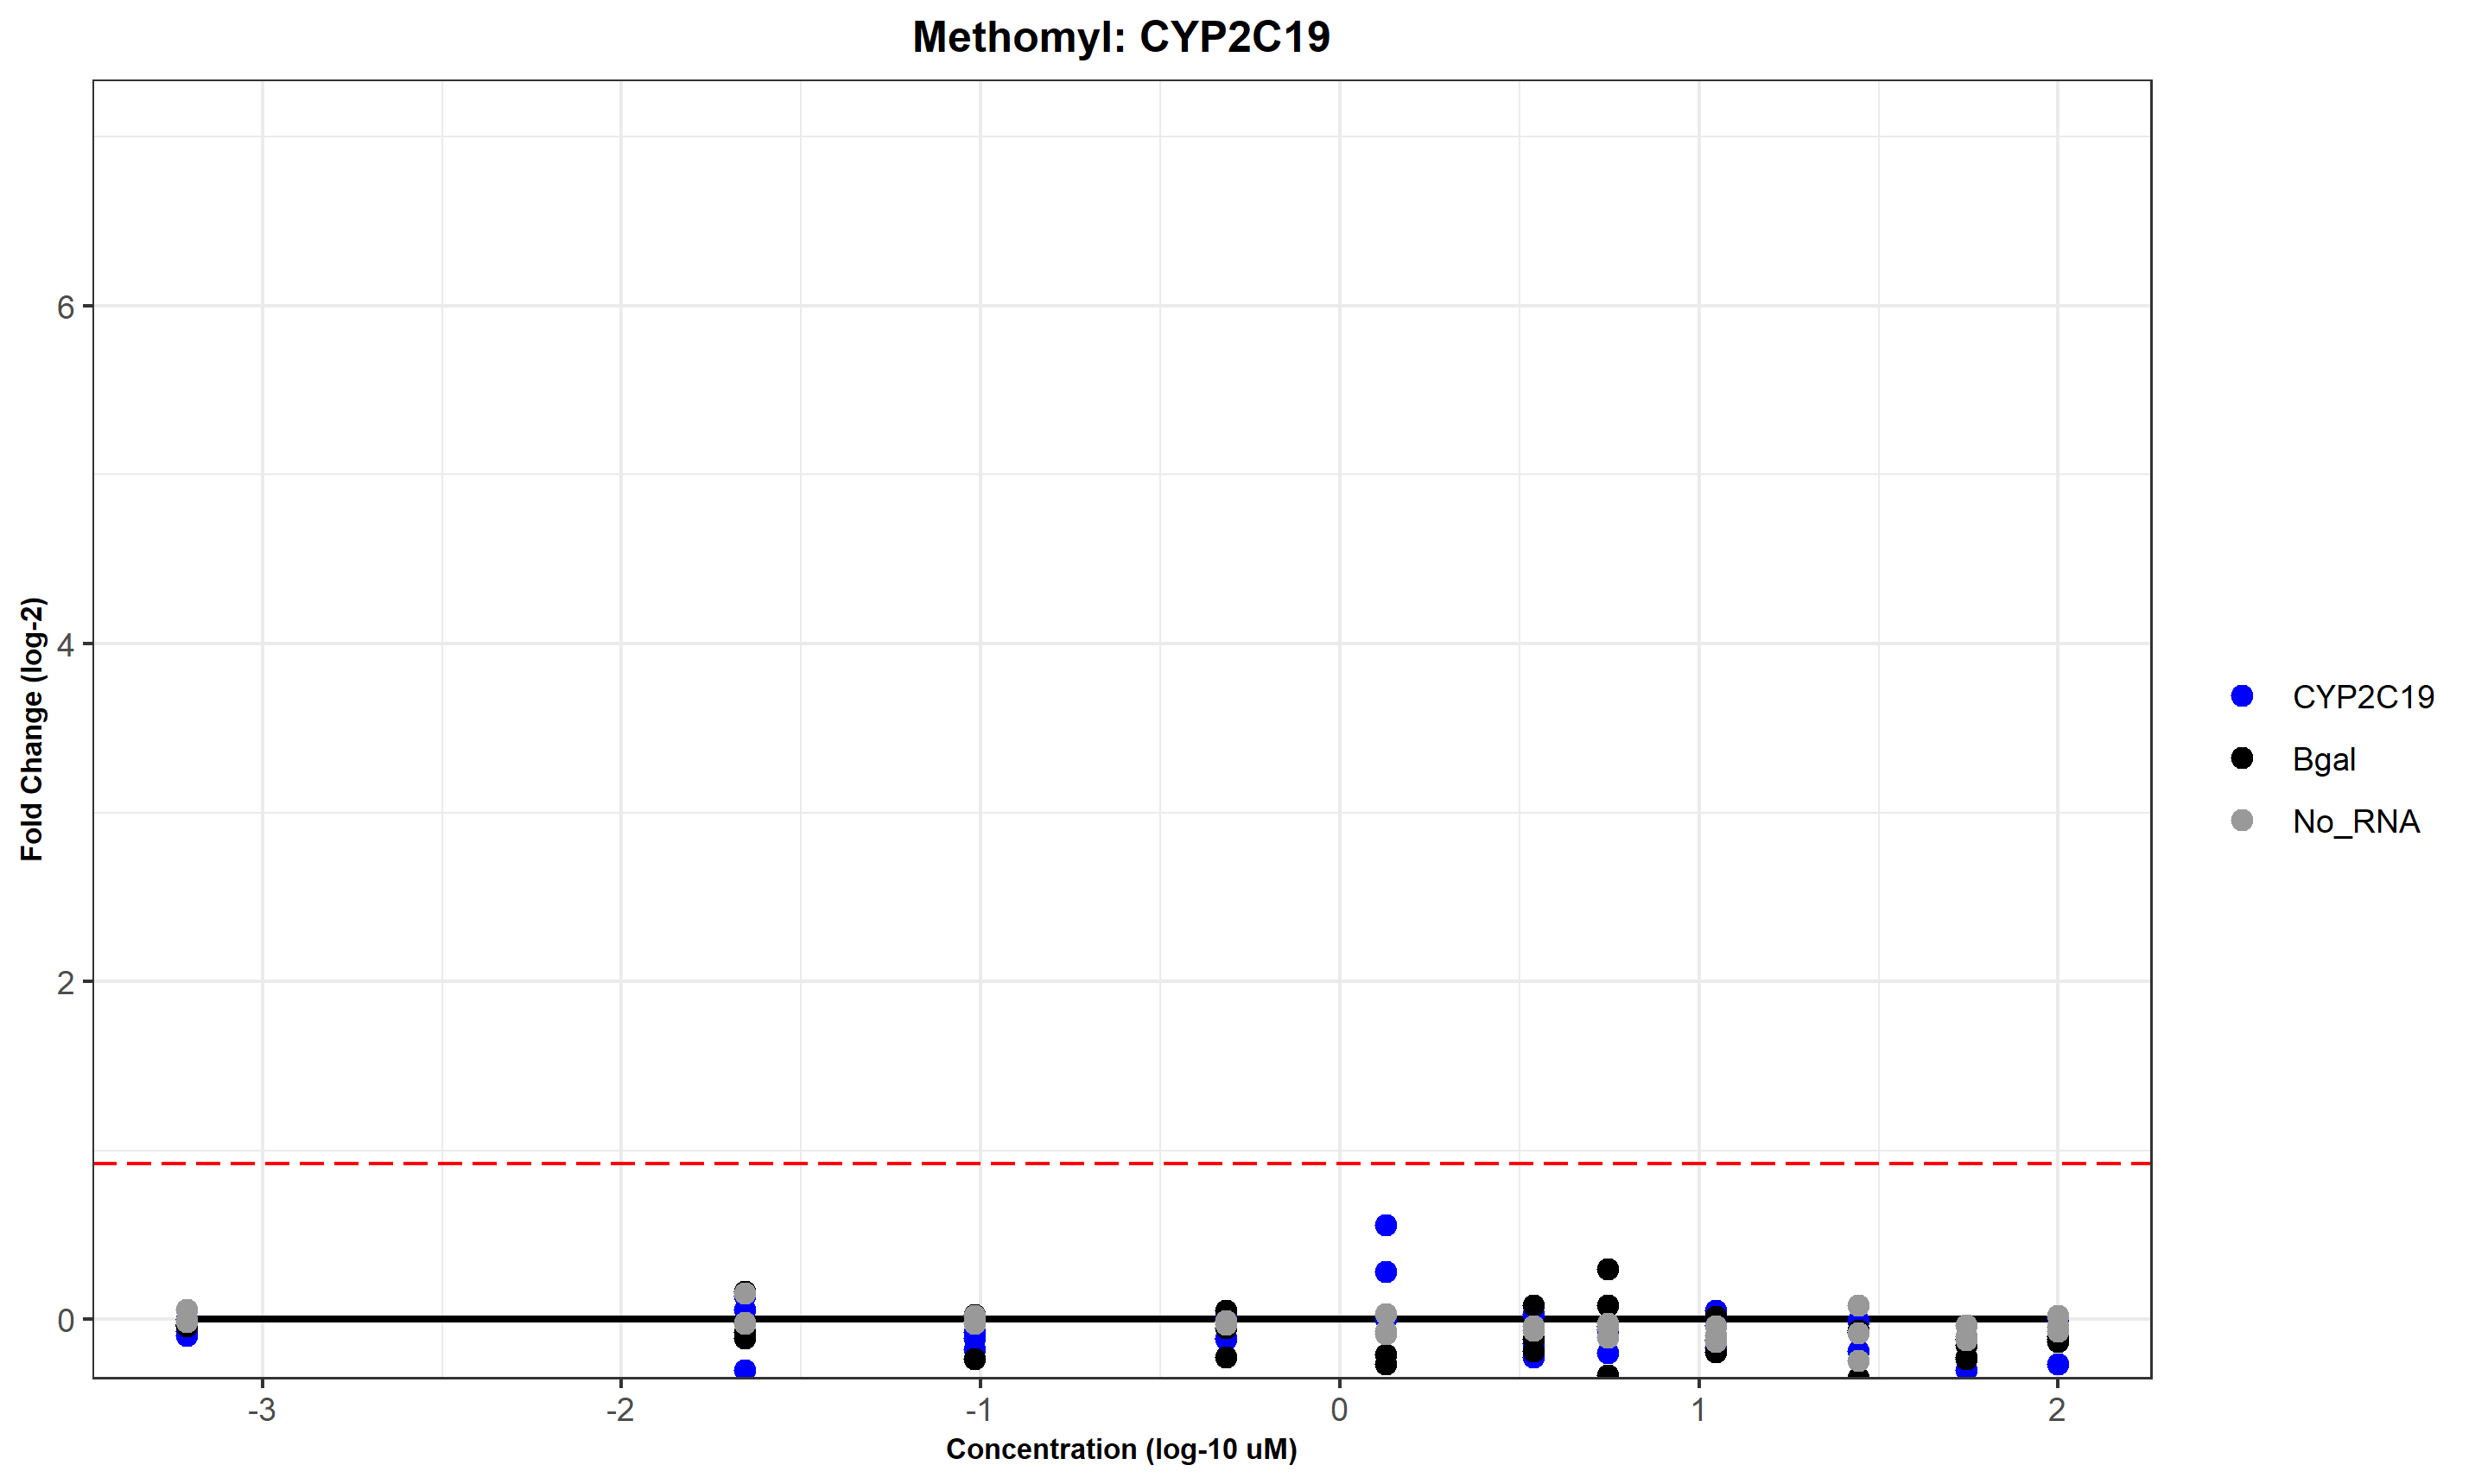 Methomyl: CYP2C19
Fold Change (log-2)
6
4
2
0
-3
-2
-1
0
1
2
Concentration (log-10 uM)
CYP2C19
Bgal
No_RNA